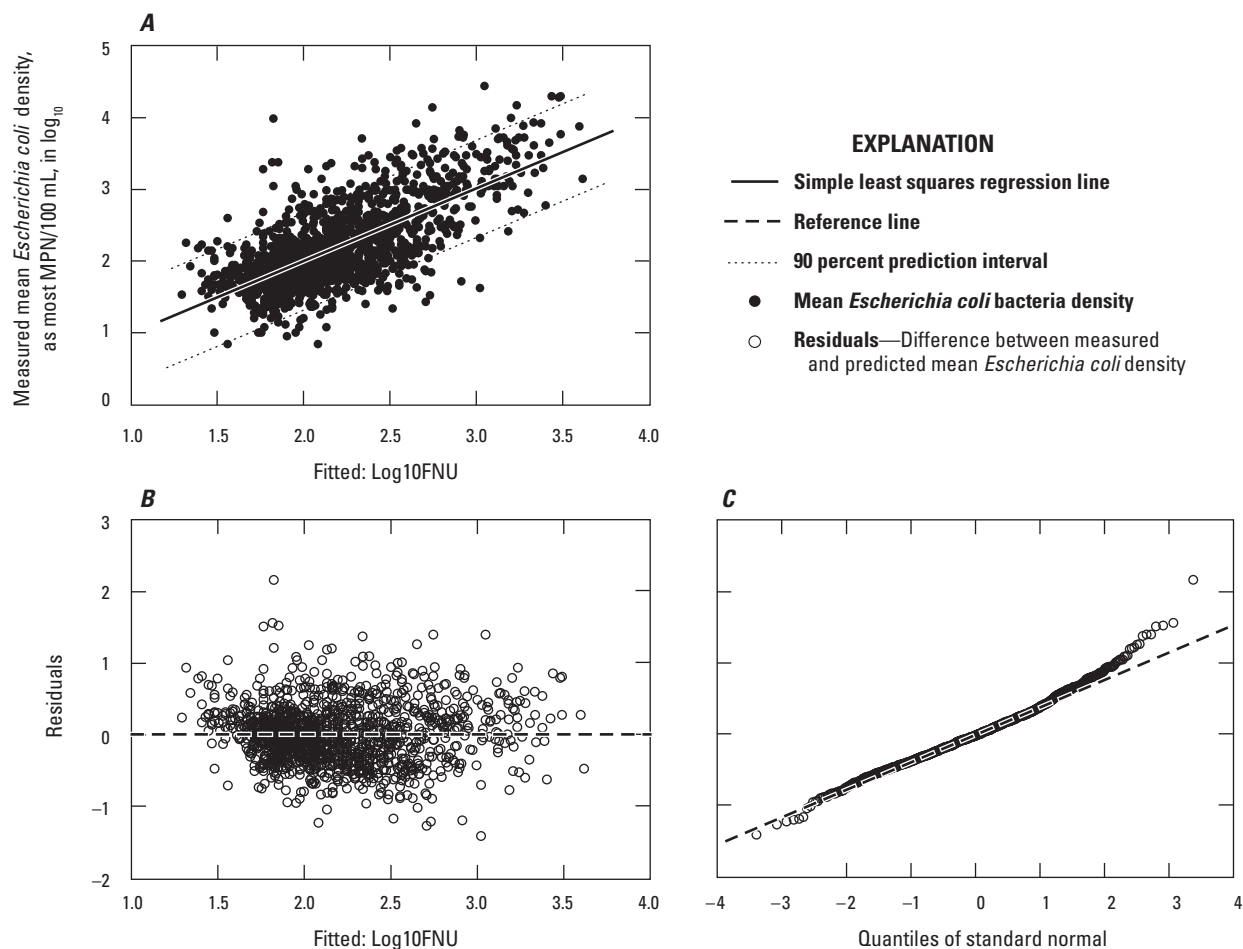 A
Measured mean Escherichia coli density,
as most MPN/100 mL, in log10
5
4
3
2
1
0
1.0 1.5 2.0 2.5 3.0 3.5 4.0
Fitted: Log10FNU
EXPLANATION
Simple least squares regression line
Reference line
90 percent prediction interval
Mean Escherichia coli bacteria density
Residuals—Difference between measured
and predicted mean Escherichia coli density
B
Residuals
3
2
1
0
−1
−2
1.0 1.5 2.0 2.5 3.0 3.5 4.0
Fitted: Log10FNU
C
−4 −3 −2 −1 0 1 2 3 4
Quantiles of standard normal